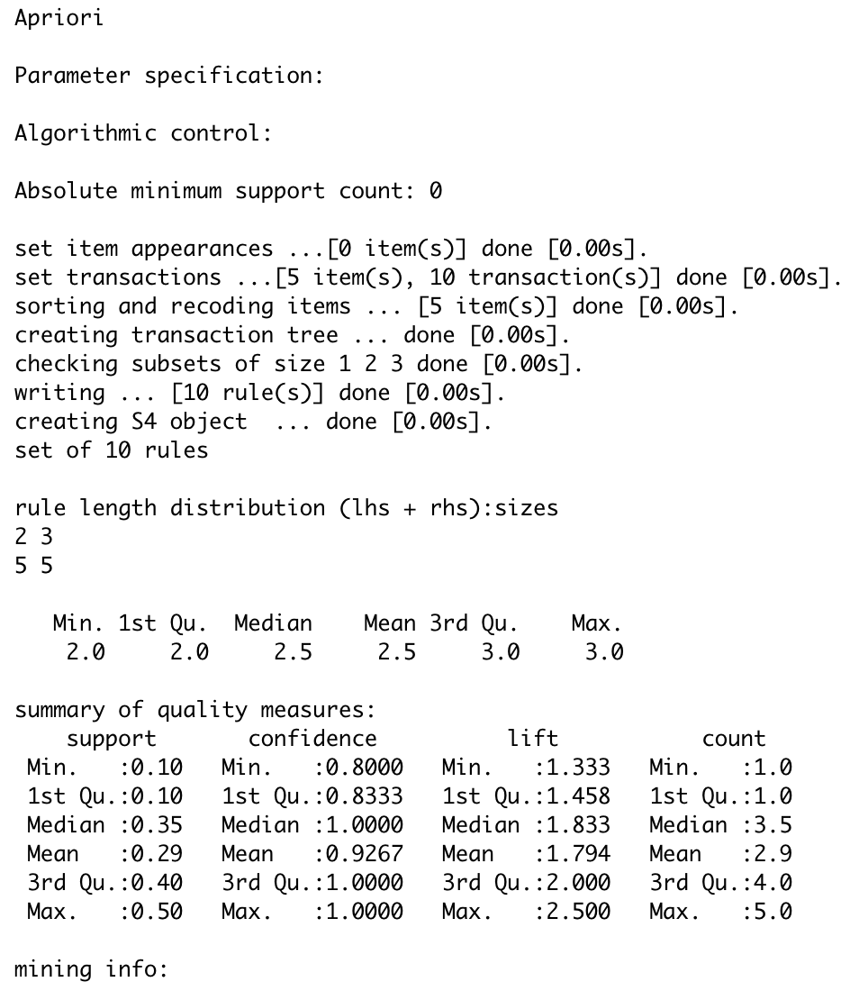 Apriori
Parameter specification:
Algorithmic control:
Absolute minimum support count: 0
set item appearances ...[0 item(s)] done [0.00s].
set transactions ...[5 item(s), 10 transaction(s)] done [0.00s].
sorting and recoding items ... [5 item(s)] done [0.00s].
creating transaction tree ... done [0.00s].
checking subsets of size 1 2 3 done [0.00s].
writing ... [10 rule(s)] done [0.00s].
creating S4 object  ... done [0.00s].
set of 10 rules
rule length distribution (lhs + rhs):sizes
2 3
5 5
   Min. 1st Qu.  Median    Mean 3rd Qu.    Max.
    2.0     2.0     2.5     2.5     3.0     3.0
summary of quality measures:
    support       confidence          lift           count
 Min.   :0.10   Min.   :0.8000   Min.   :1.333   Min.   :1.0
 1st Qu.:0.10   1st Qu.:0.8333   1st Qu.:1.458   1st Qu.:1.0
 Median :0.35   Median :1.0000   Median :1.833   Median :3.5
 Mean   :0.29   Mean   :0.9267   Mean   :1.794   Mean   :2.9
 3rd Qu.:0.40   3rd Qu.:1.0000   3rd Qu.:2.000   3rd Qu.:4.0
 Max.   :0.50   Max.   :1.0000   Max.   :2.500   Max.   :5.0
mining info: